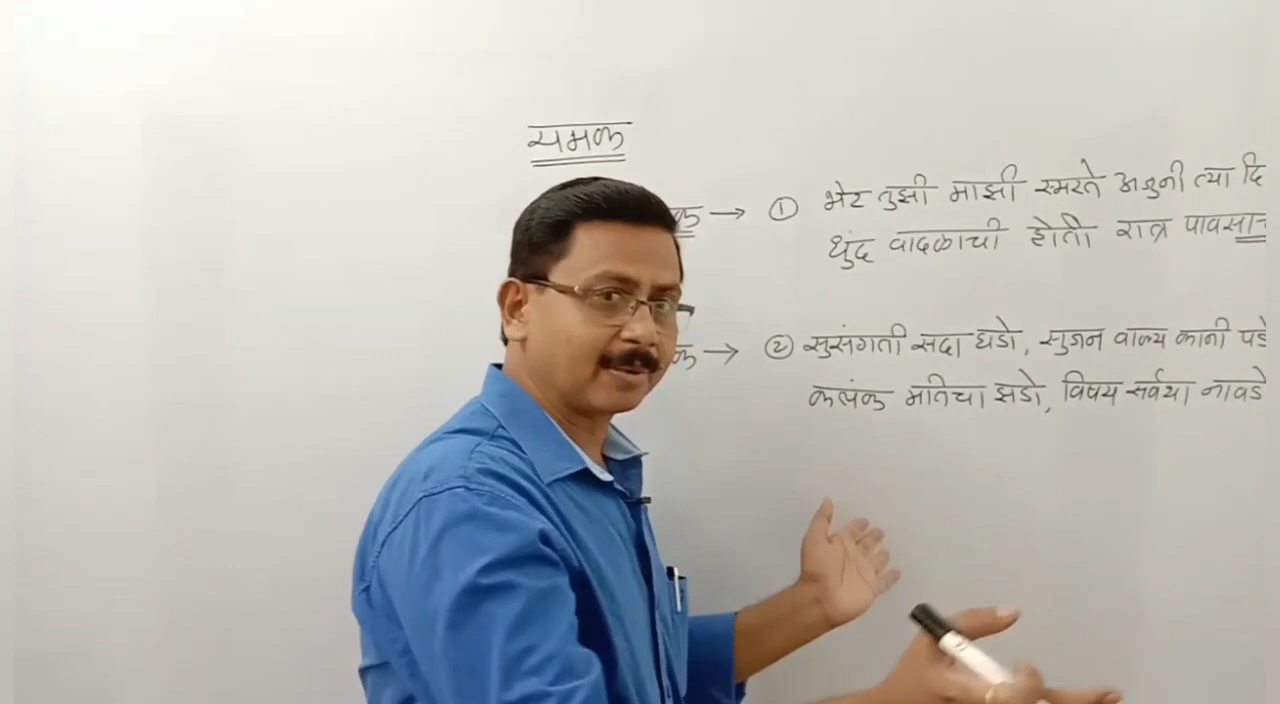 यमक
क → ① भेट तुझी माझी स्मरते अजुनी त्या दि
धुंद वादळाची होती रात्र पावसाच
क → ② सुसंगती सदा घडो, सुजन वाक्य कानी पडे
कलंक मतिचा झडो, विषय सर्वथा नावडे